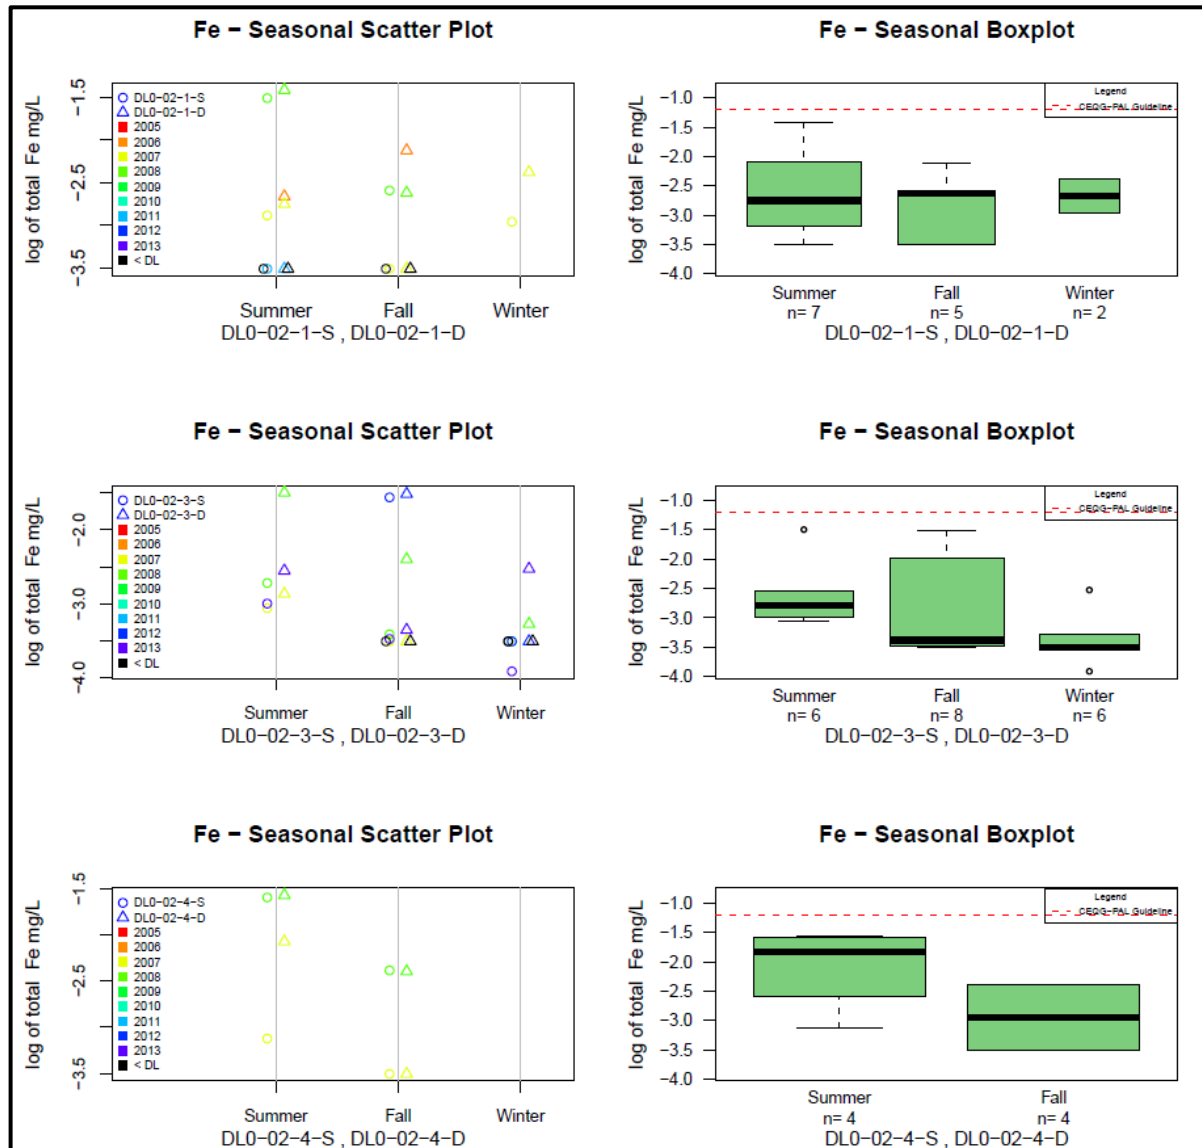 Fe − Seasonal Scatter Plot
log of total Fe mg/L
−1.5
−2.5
−3.5
DL0−02−1−S
DL0−02−1−D
2005
2006
2007
2008
2009
2010
2011
2012
2013
< DL
Summer Fall Winter
DL0−02−1−S , DL0−02−1−D
Fe − Seasonal Boxplot
log of total Fe mg/L
−1.0
−1.5
−2.0
−2.5
−3.0
−3.5
−4.0
Legend
CEQG−PAL Guideline
Summer Fall Winter
n= 7 n= 5 n= 2
DL0−02−1−S , DL0−02−1−D
Fe − Seasonal Scatter Plot
log of total Fe mg/L
−2.0
−3.0
−4.0
DL0−02−3−S
DL0−02−3−D
2005
2006
2007
2008
2009
2010
2011
2012
2013
< DL
Summer Fall Winter
DL0−02−3−S , DL0−02−3−D
Fe − Seasonal Boxplot
log of total Fe mg/L
−1.0
−1.5
−2.0
−2.5
−3.0
−3.5
−4.0
Legend
CEQG−PAL Guideline
Summer Fall Winter
n= 6 n= 8 n= 6
DL0−02−3−S , DL0−02−3−D
Fe − Seasonal Scatter Plot
log of total Fe mg/L
−1.5
−2.5
−3.5
DL0−02−4−S
DL0−02−4−D
2005
2006
2007
2008
2009
2010
2011
2012
2013
< DL
Summer Fall Winter
DL0−02−4−S , DL0−02−4−D
Fe − Seasonal Boxplot
log of total Fe mg/L
−1.0
−1.5
−2.0
−2.5
−3.0
−3.5
−4.0
Legend
CEQG−PAL Guideline
Summer Fall
n= 4 n= 4
DL0−02−4−S , DL0−02−4−D